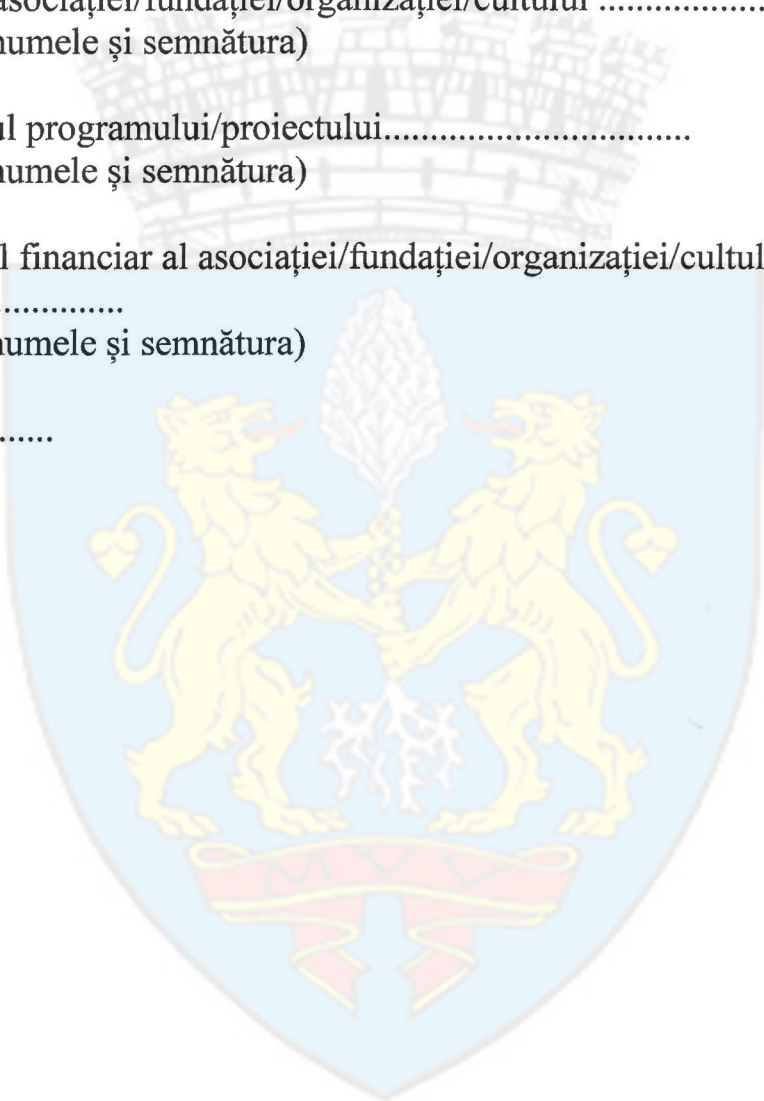 asociației/fundației/organizației/cultului ....................
numele și semnătura)
ul programului/proiectului.................................
numele și semnătura)
l financiar al asociației/fundației/organizației/cultul
..............
numele și semnătura)
......
M.V.V